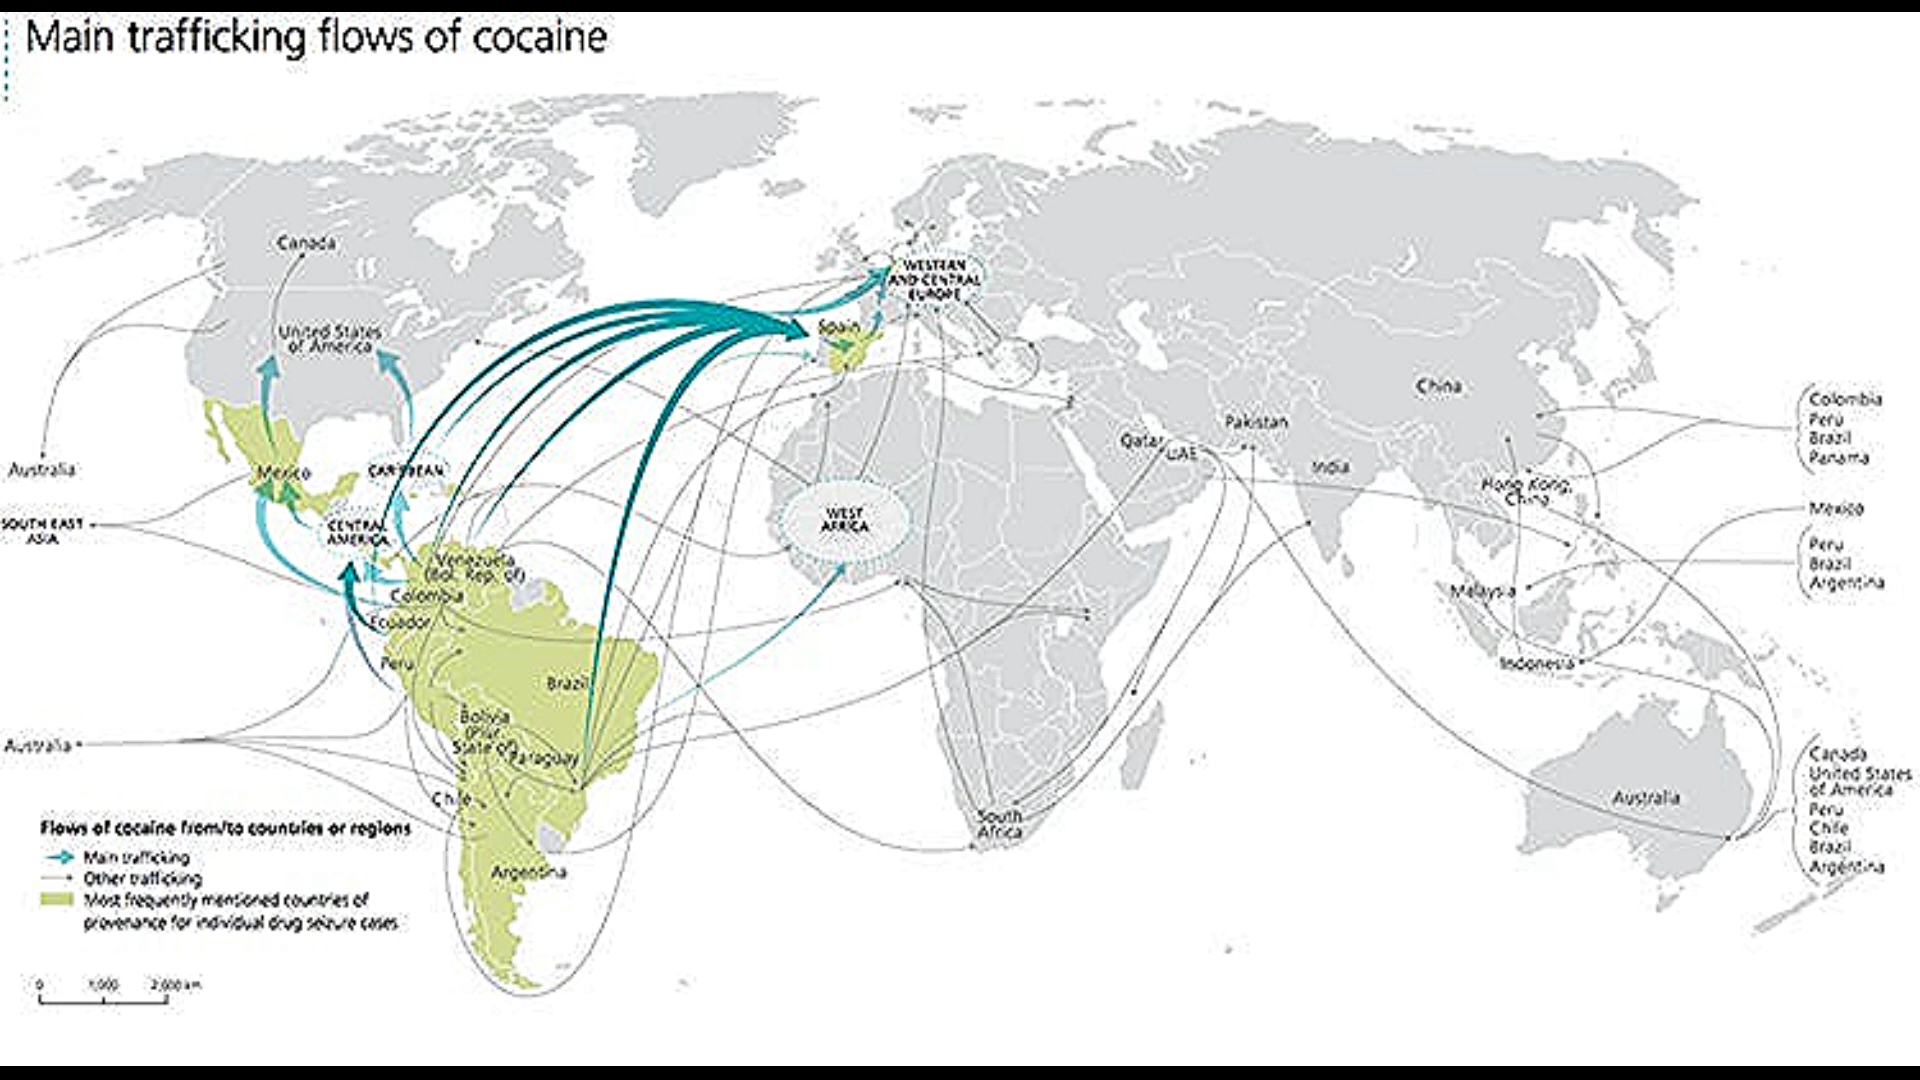 Main trafficking flows of cocaine
Canada
United States
of America
Australia
Mexico
CARIBBEAN
SOUTH EAST
ASIA
CENTRAL
AMERICA
Venezuela
(Bol. Rep. of)
Colombia
Ecuador
Peru
Brazil
Bolivia
(Plur.
State of)
Paraguay
Australia
Chile
Argentina
WESTERN
AND CENTRAL
EUROPE
Spain
WEST
AFRICA
South
Africa
Qatar
UAE
Pakistan
India
China
Hong Kong,
China
Malaysia
Indonesia
Australia
Colombia
Peru
Brazil
Panama
Mexico
Peru
Brazil
Argentina
Canada
United States
of America
Peru
Chile
Brazil
Argentina
Flows of cocaine from/to countries or regions
Main trafficking
Other trafficking
Most frequently mentioned countries of
provenance for individual drug seizure cases
0 1,000 2,000 km